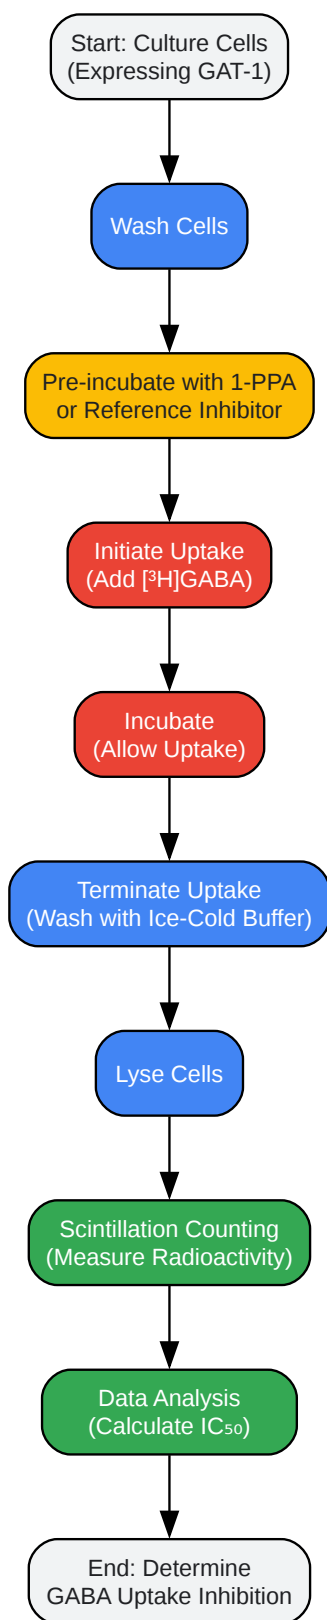 Start: Culture Cells
(Expressing GAT-1)
Wash Cells
Pre-incubate with 1-PPA
or Reference Inhibitor
Initiate Uptake
(Add [³H]GABA)
Incubate
(Allow Uptake)
Terminate Uptake
(Wash with Ice-Cold Buffer)
Lyse Cells
Scintillation Counting
(Measure Radioactivity)
Data Analysis
(Calculate IC₅₀)
End: Determine
GABA Uptake Inhibition